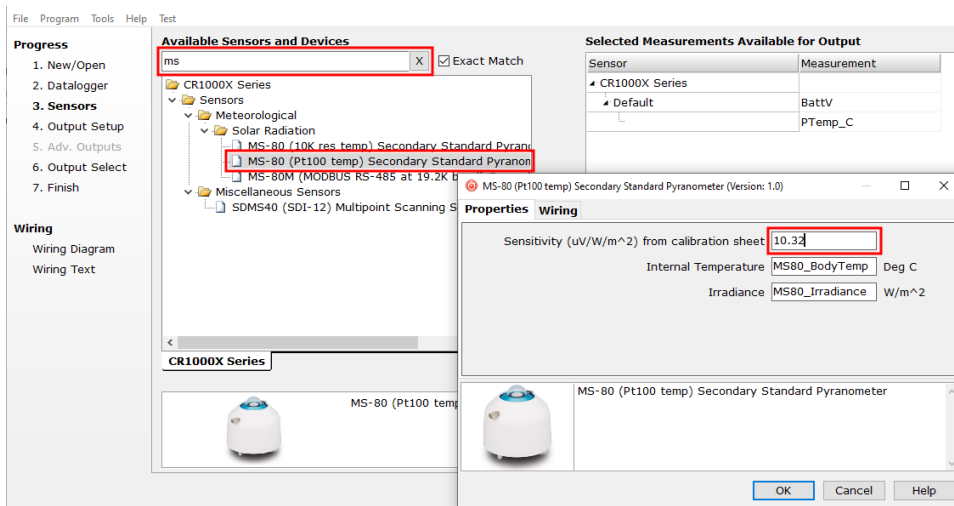 File Program Tools Help Test
Progress
1. New/Open
2. Datalogger
3. Sensors
4. Output Setup
5. Adv. Outputs
6. Output Select
7. Finish
Wiring
Wiring Diagram
Wiring Text
Available Sensors and Devices
ms X Exact Match
CR1000X Series
Sensors
Meteorological
Solar Radiation
MS-80 (10K res temp) Secondary Standard
MS-80 (Pt100 temp) Secondary Standard
MS-80M (MODBUS RS-485 at 19.2K
Miscellaneous Sensors
SDMS40 (SDI-12) Multipoint Scanning
CR1000X Series
MS-80 (Pt100
Selected Measurements Available for Output
Sensor Measurement
CR1000X Series
Default BattV
PTemp_C
MS-80 (Pt100 temp) Secondary Standard Pyranometer (Version: 1.0)
Properties Wiring
Sensitivity (uV/W/m^2) from calibration sheet 10.32
Internal Temperature MS80_BodyTemp Deg C
Irradiance MS80_Irradiance W/m^2
MS-80 (Pt100 temp) Secondary Standard Pyranometer
OK Cancel Help